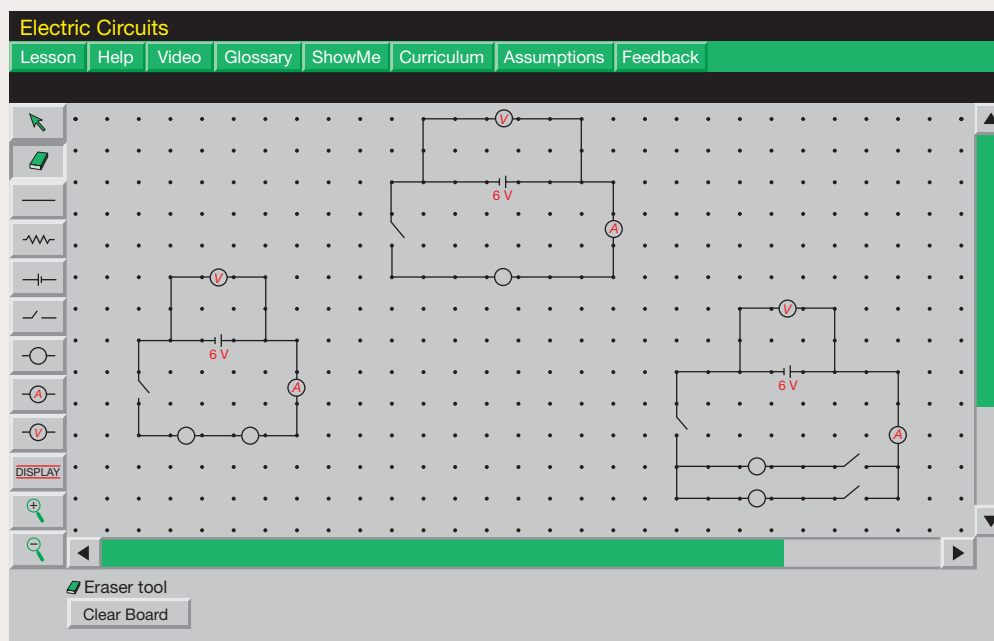 Electric Circuits
Lesson Help Video Glossary ShowMe Curriculum Assumptions Feedback
V
6 V
A
V
6 V
A
V
6 V
A
A
V
DISPLAY
Eraser tool
Clear Board